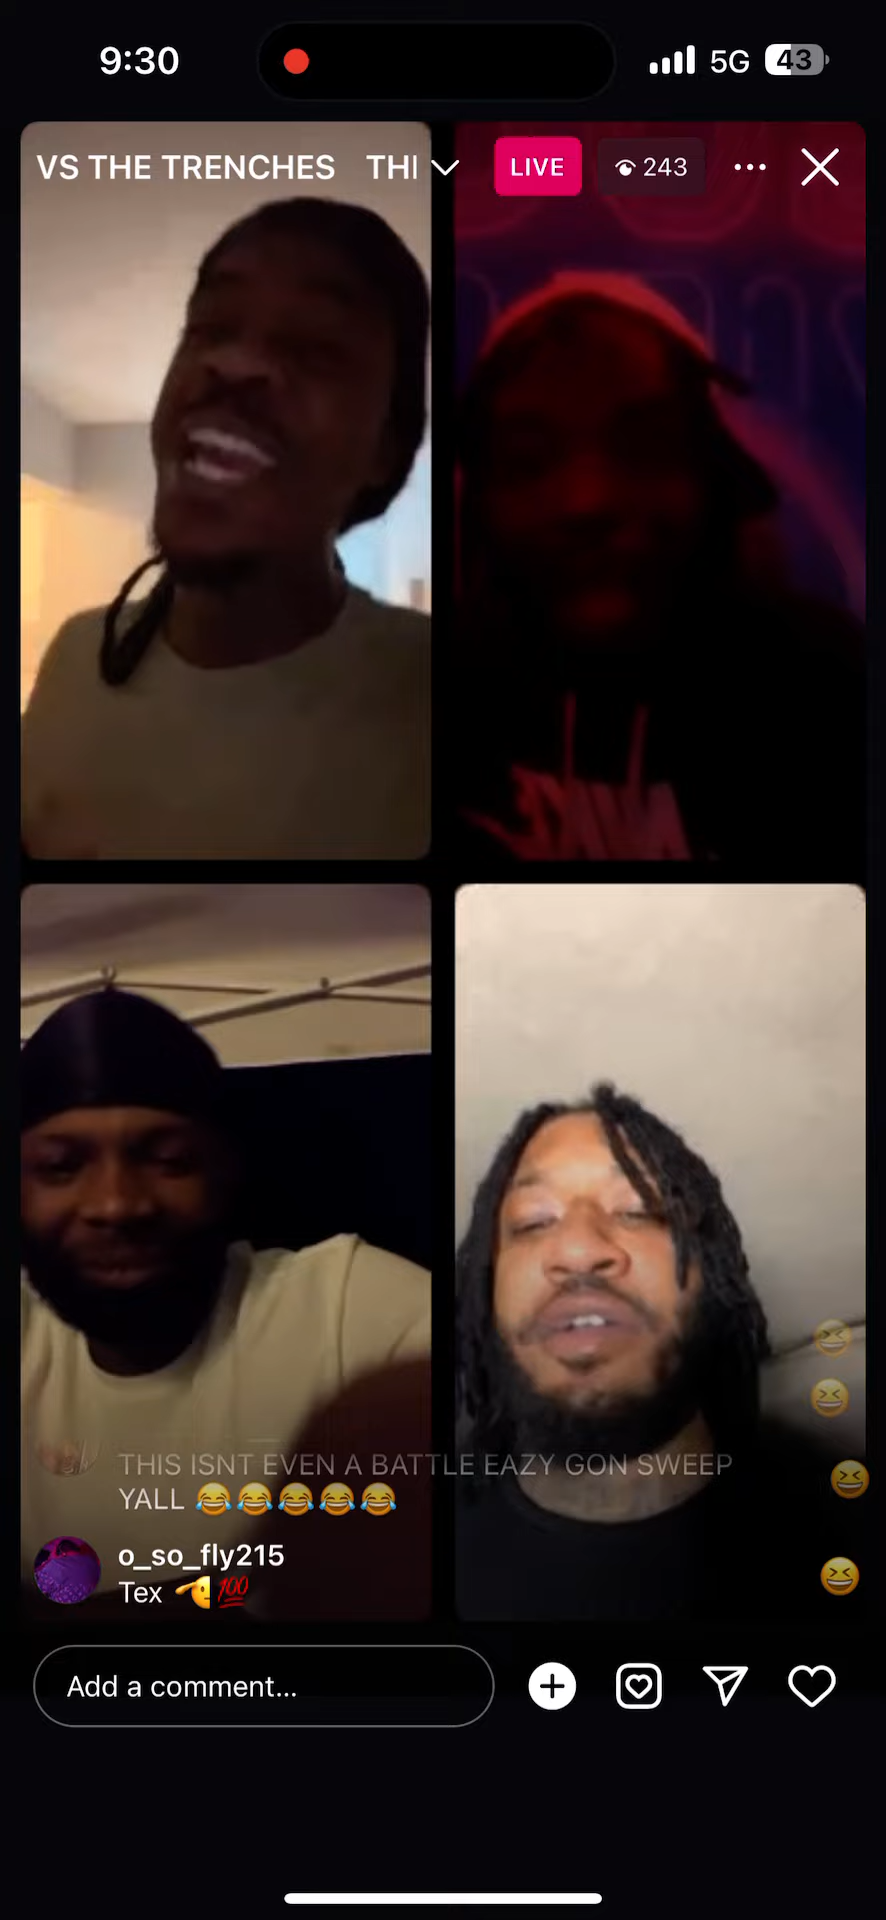 9:30
5G
43
VS THE TRENCHES THI
LIVE
243
THIS ISNT EVEN A BATTLE EAZY GON SWEEP
YALL 😂😂😂😂😂
o_so_fly215
Tex 🫡💯
Add a comment...